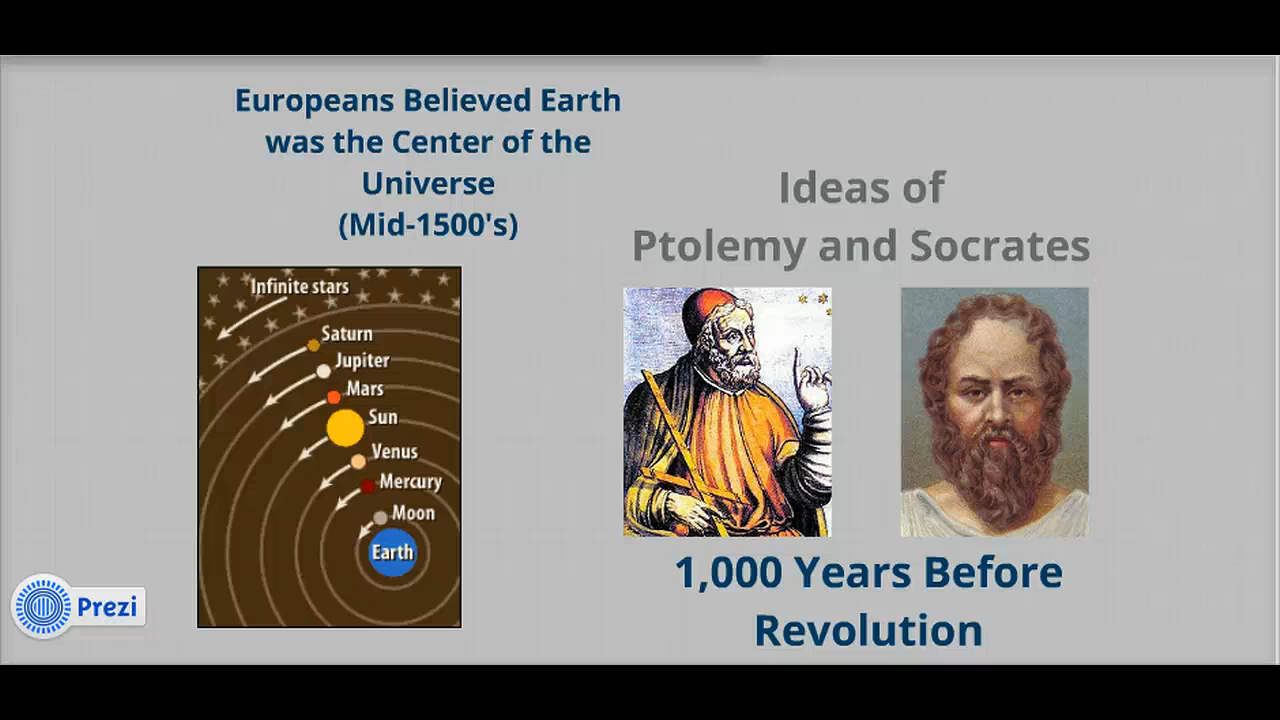 Europeans Believed Earth
was the Center of the
Universe
(Mid-1500's)
Infinite stars
Saturn
Jupiter
Mars
Sun
Venus
Mercury
Moon
Earth
Ideas of
Ptolemy and Socrates
1,000 Years Before
Revolution
Prezi